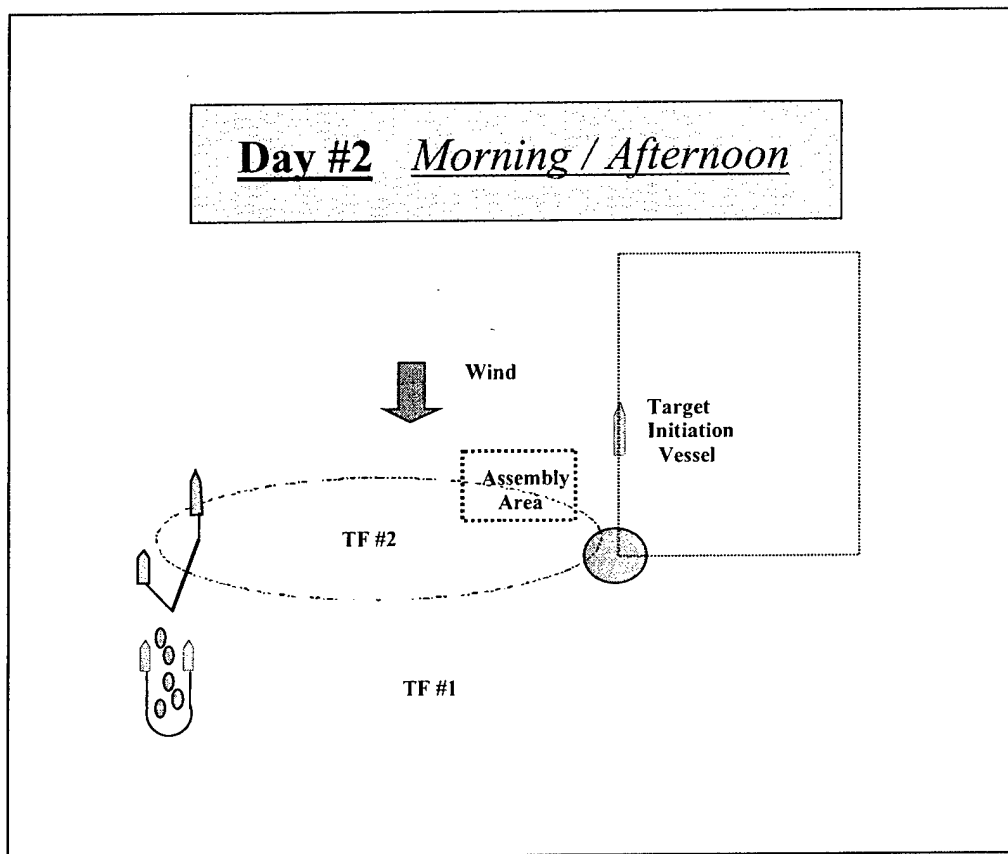 Day #2 Morning / Afternoon
Wind
Target
Initiation
Vessel
Assembly
Area
TF #2
TF #1